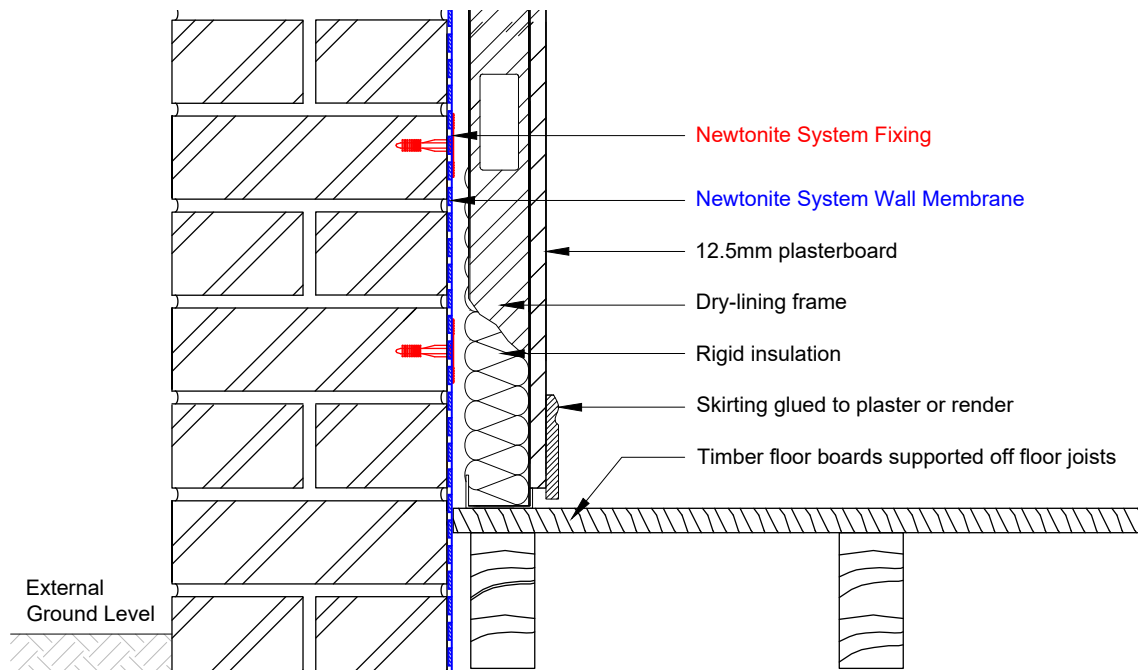 Newtonite System Fixing
Newtonite System Wall Membrane
12.5mm plasterboard
Dry-lining frame
Rigid insulation
Skirting glued to plaster or render
Timber floor boards supported off floor joists
External
Ground Level